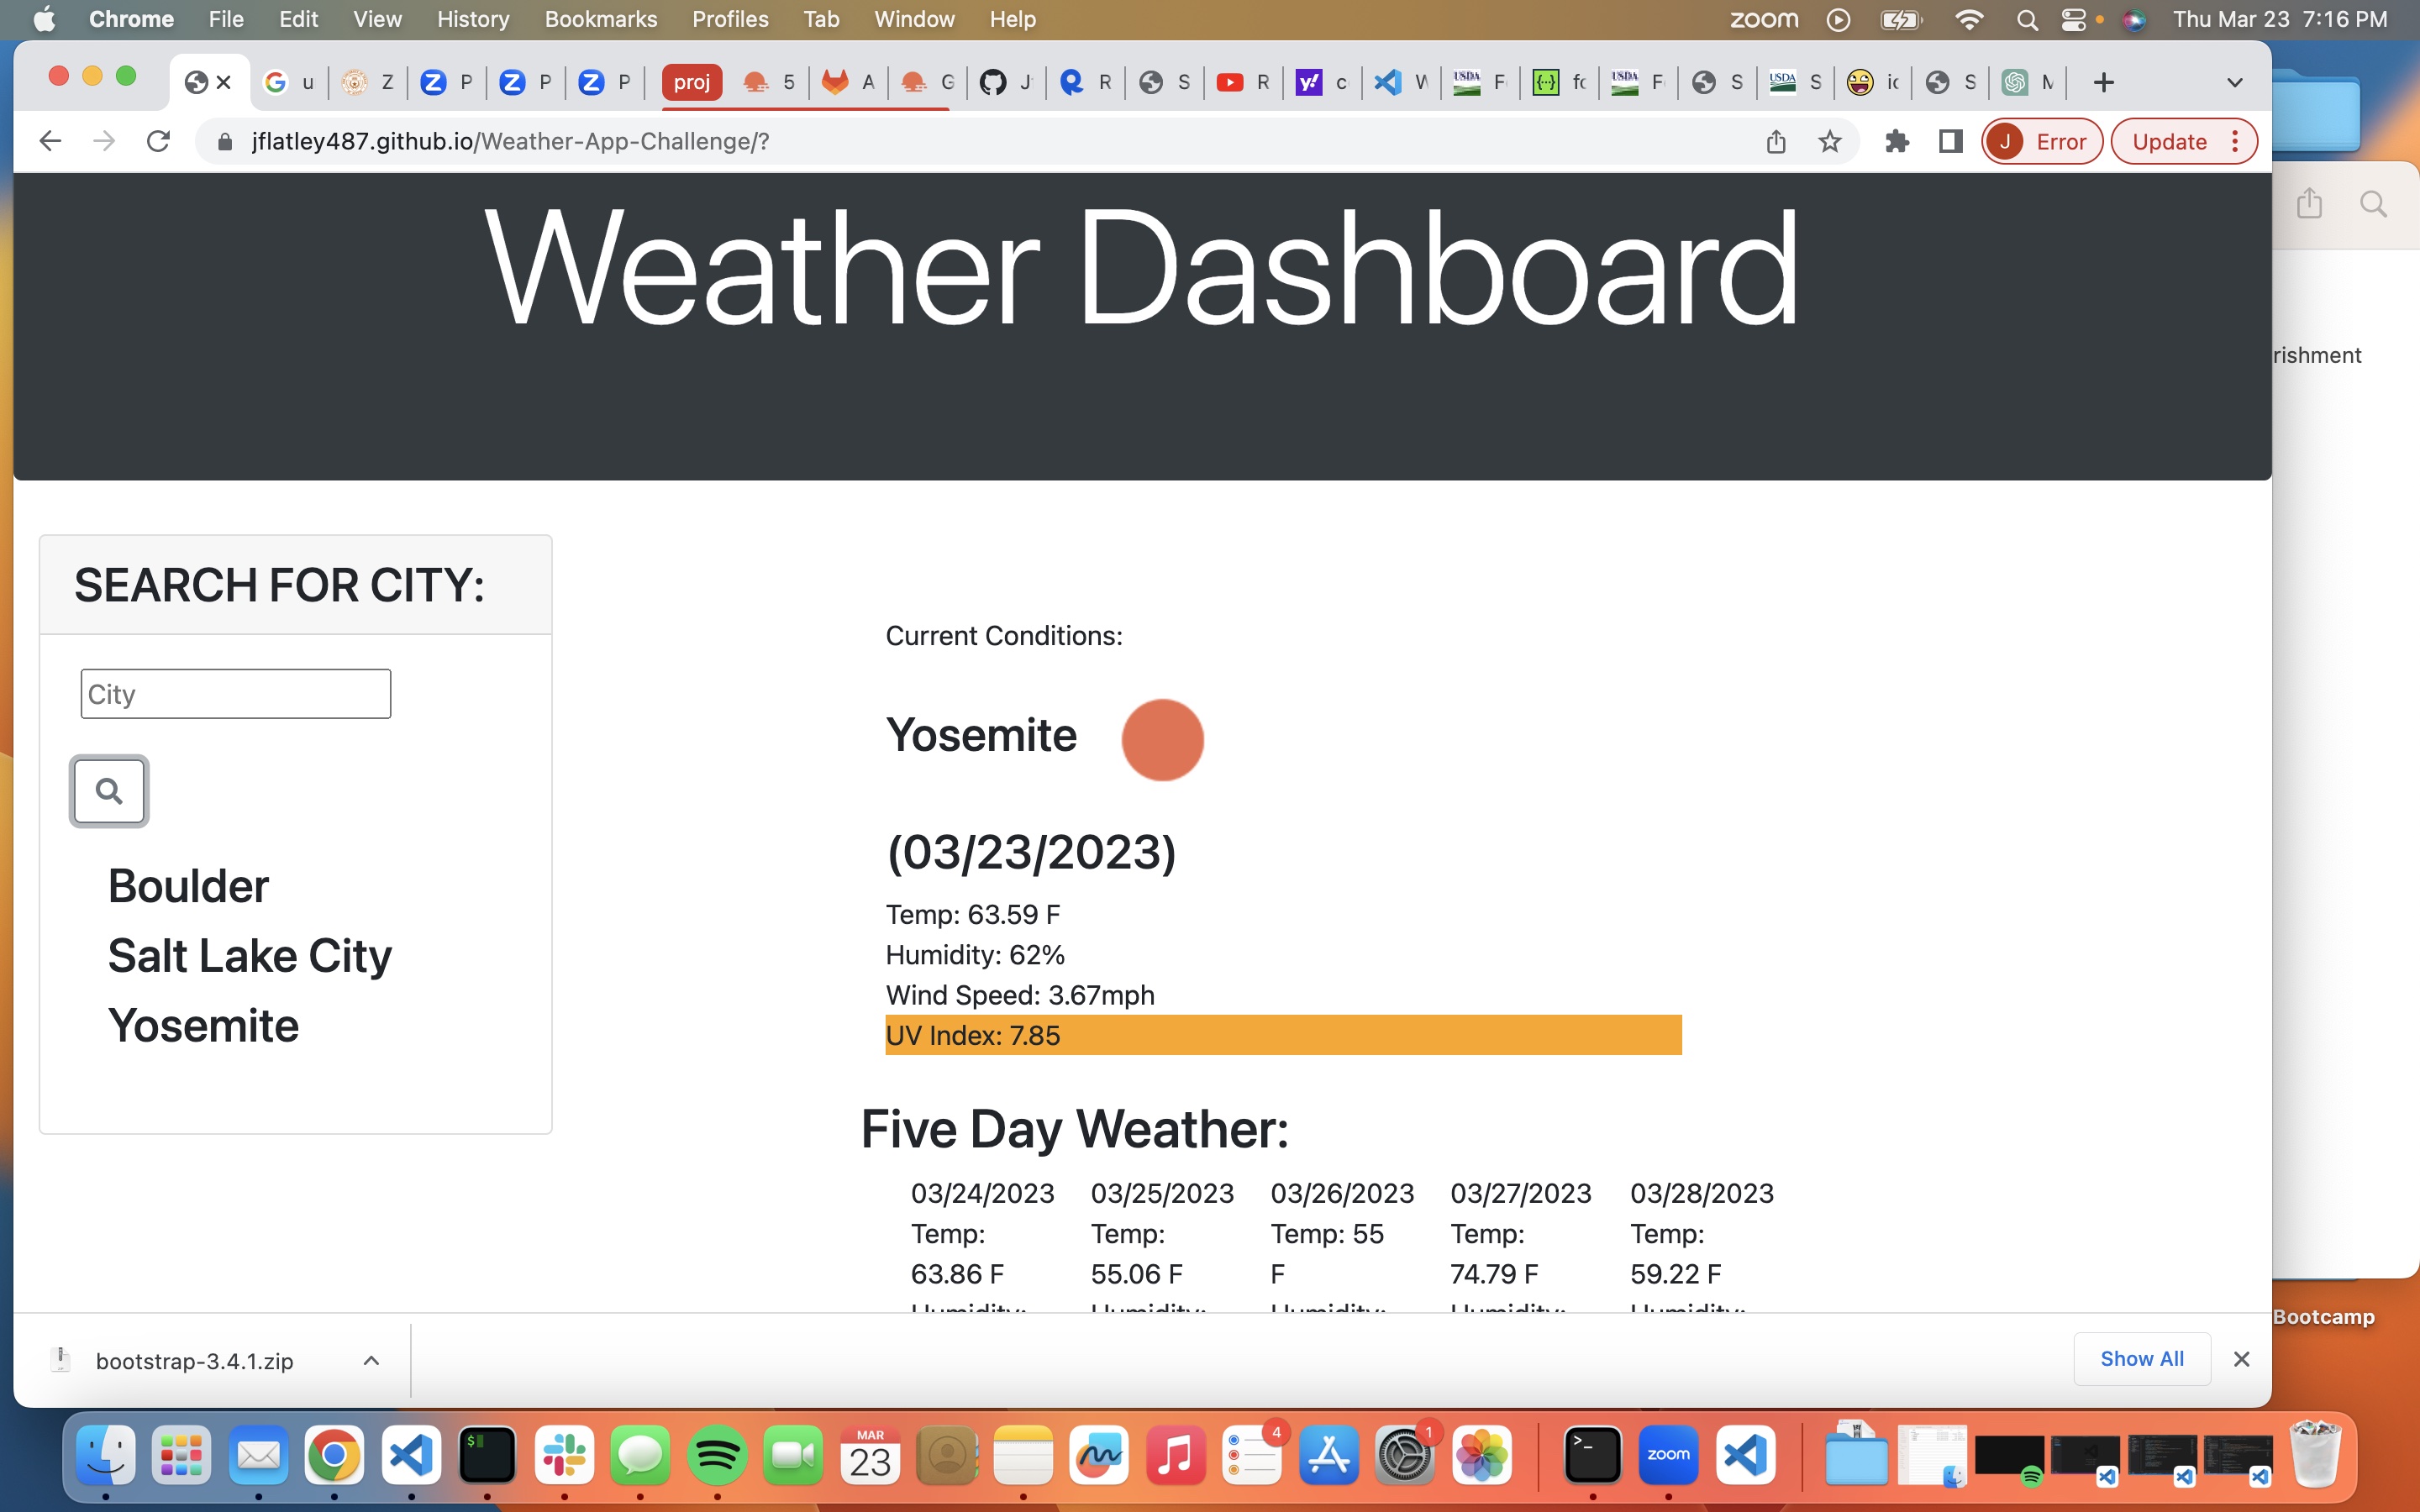 Chrome File Edit View History Bookmarks Profiles Tab Window Help
zoom Thu Mar 23 7:16 PM
u Z P P P proj 5 A G J R S R c W F fc F S S ic S M
jflatley487.github.io/Weather-App-Challenge/?
J Error Update
Weather Dashboard
rishment
SEARCH FOR CITY:
City
Boulder
Salt Lake City
Yosemite
Current Conditions:
Yosemite
(03/23/2023)
Temp: 63.59 F
Humidity: 62%
Wind Speed: 3.67mph
UV Index: 7.85
Five Day Weather:
03/24/2023 03/25/2023 03/26/2023 03/27/2023 03/28/2023
Temp: Temp: Temp: 55 Temp: Temp:
63.86 F 55.06 F F 74.79 F 59.22 F
Humidity: Humidity: Humidity: Humidity: Humidity:
Bootcamp
bootstrap-3.4.1.zip
Show All
MAR
23
4
1
zoom